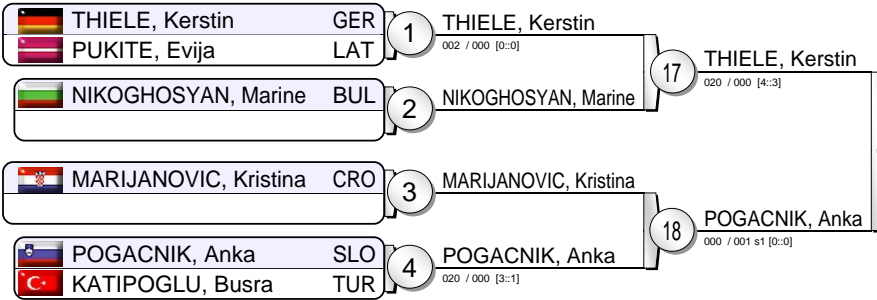 THIELE, Kerstin GER
PUKITE, Evija LAT
1
THIELE, Kerstin
002 / 000 [0::0]
NIKOGHOSYAN, Marine BUL
2
NIKOGHOSYAN, Marine
17
THIELE, Kerstin
020 / 000 [4::3]
MARIJANOVIC, Kristina CRO
3
MARIJANOVIC, Kristina
POGACNIK, Anka SLO
KATIPOGLU, Busra TUR
4
POGACNIK, Anka
020 / 000 [3::1]
18
POGACNIK, Anka
000 / 001 s1 [0::0]